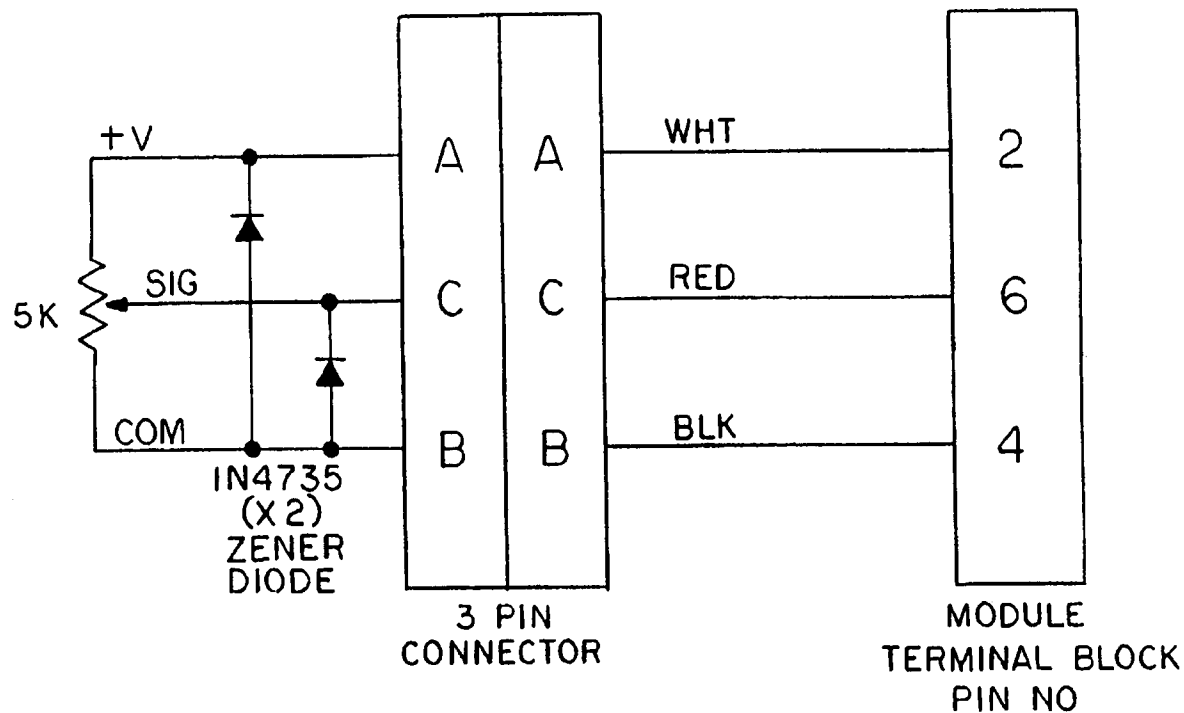 +V
A
A
WHT
2
5K
SIG
C
C
RED
6
COM
B
B
BLK
4
IN4735
(X2)
ZENER
DIODE
3 PIN
CONNECTOR
MODULE
TERMINAL BLOCK
PIN NO